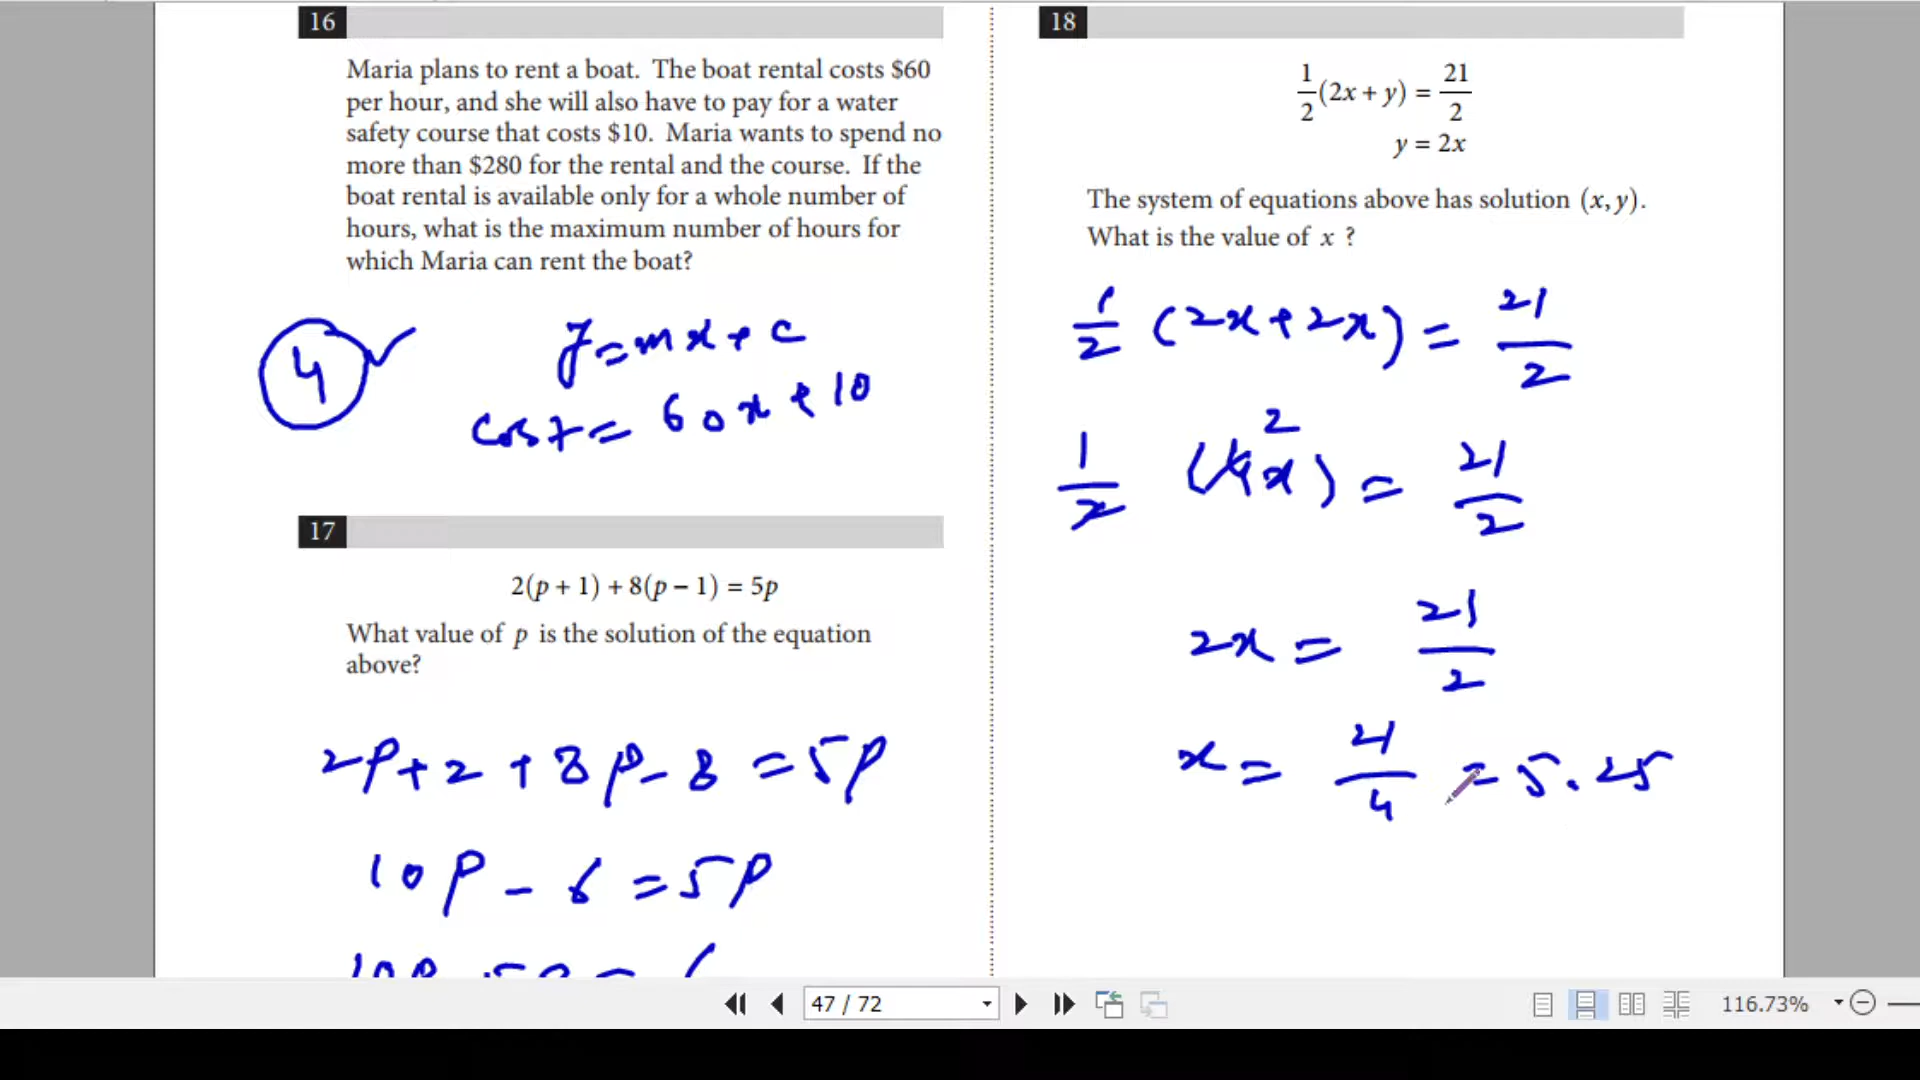 16
Maria plans to rent a boat. The boat rental costs $60
per hour, and she will also have to pay for a water
safety course that costs $10. Maria wants to spend no
more than $280 for the rental and the course. If the
boat rental is available only for a whole number of
hours, what is the maximum number of hours for
which Maria can rent the boat?
4
y = mx + c
cost = 60x + 10
17
2(p + 1) + 8(p − 1) = 5p
What value of p is the solution of the equation
above?
2p + 2 + 8p - 8 = 5p
10p - 6 = 5p
18
1/2(2x + y) = 21/2
y = 2x
The system of equations above has solution (x, y).
What is the value of x ?
1/2 (2x + 2x) = 21/2
2
1/2 (4x) = 21/2
2x = 21/2
x = 21/4 = 5.25
47 / 72
116.73%